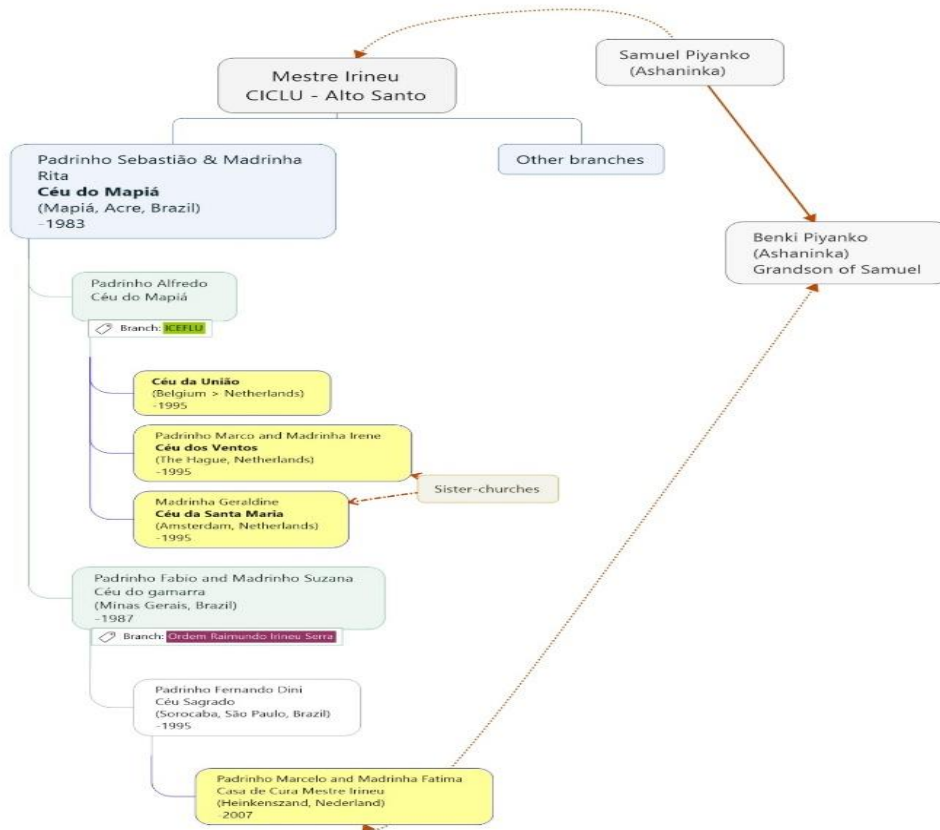 Samuel Piyanko
(Ashaninka)
Mestre Irineu
CICLU - Alto Santo
Padrinho Sebastião & Madrinha
Rita
Céu do Mapiá
(Mapiá, Acre, Brazil)
-1983
Other branches
Benki Piyanko
(Ashaninka)
Grandson of Samuel
Padrinho Alfredo
Céu do Mapiá
Branch: ICEFLU
Céu da União
(Belgium > Netherlands)
-1995
Padrinho Marco and Madrinha Irene
Céu dos Ventos
(The Hague, Netherlands)
-1995
Sister-churches
Madrinha Geraldine
Céu da Santa Maria
(Amsterdam, Netherlands)
-1995
Padrinho Fabio and Madrinho Suzana
Céu do gamarra
(Minas Gerais, Brazil)
-1987
Branch: Ordem Raimundo Irineu Serra
Padrinho Fernando Dini
Céu Sagrado
(Sorocaba, São Paulo, Brazil)
-1995
Padrinho Marcelo and Madrinha Fatima
Casa de Cura Mestre Irineu
(Heinkenszand, Nederland)
-2007